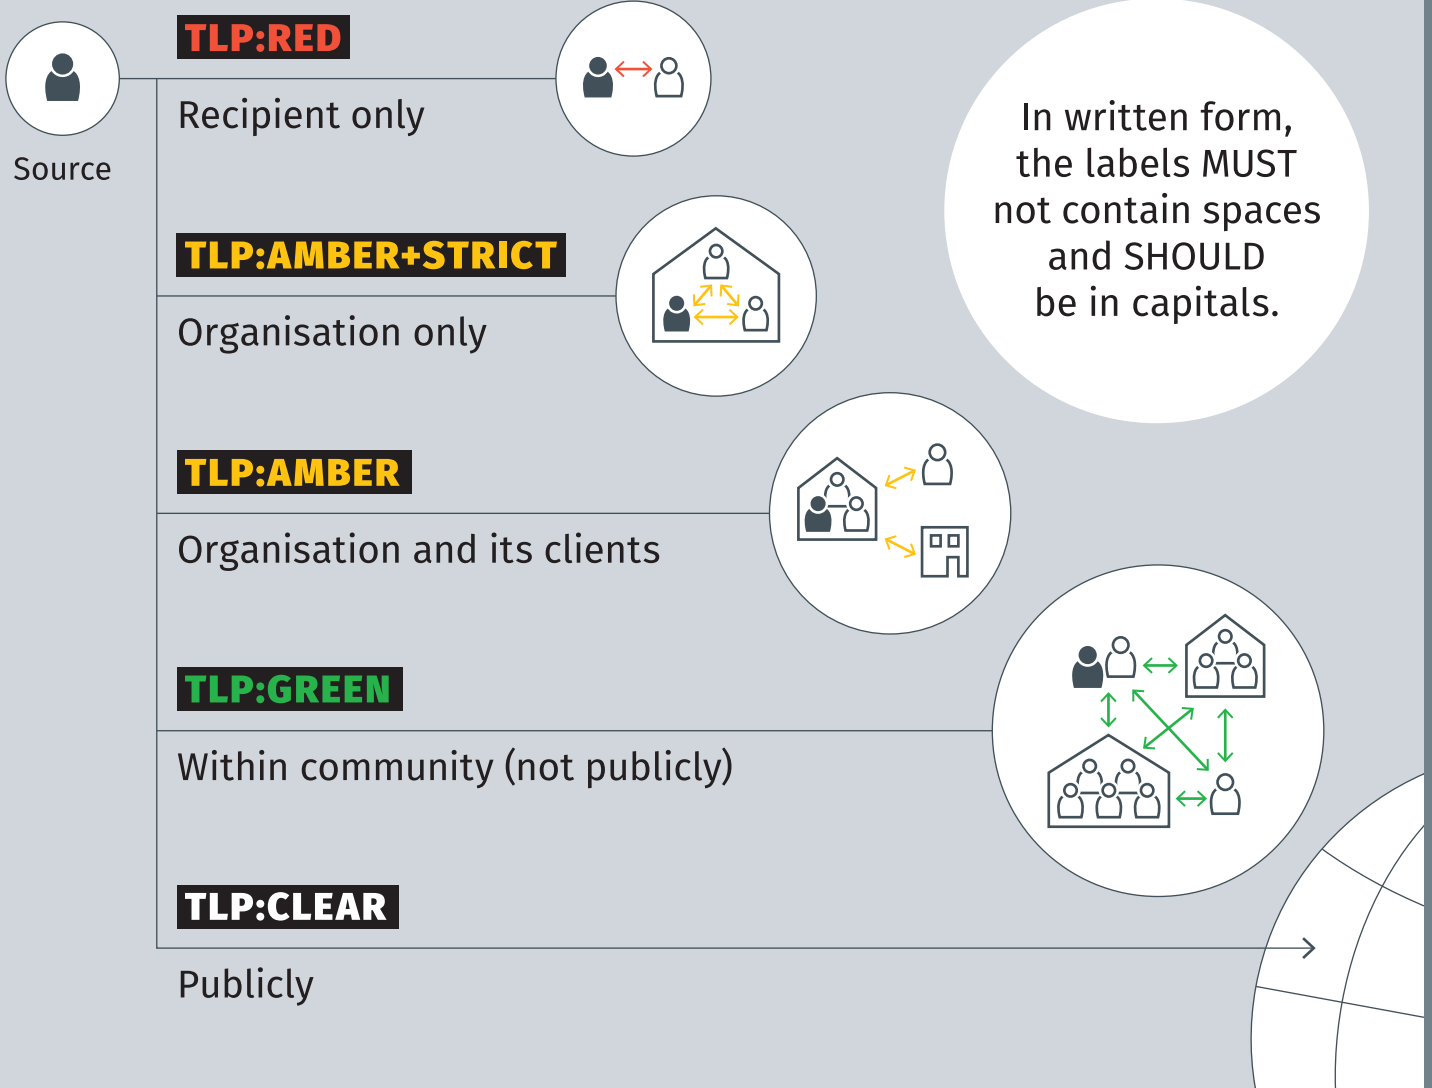 TLP:RED
Recipient only
Source
In written form,
the labels MUST
not contain spaces
and SHOULD
be in capitals.
TLP:AMBER+STRICT
Organisation only
TLP:AMBER
Organisation and its clients
TLP:GREEN
Within community (not publicly)
TLP:CLEAR
Publicly